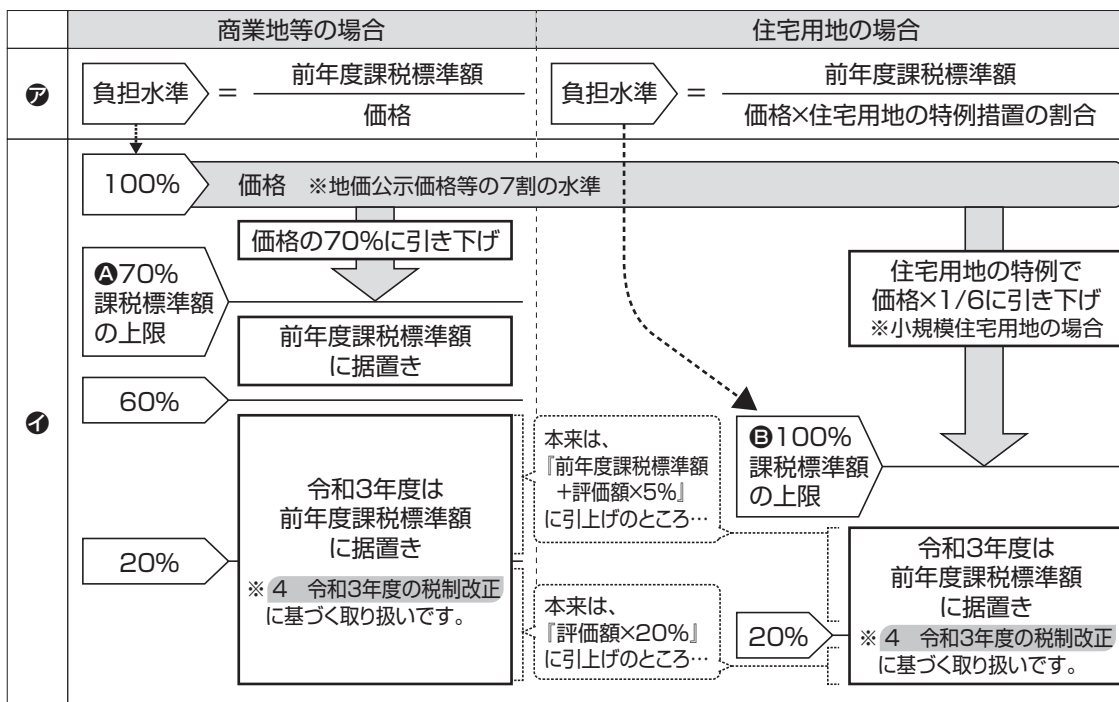 商業地等の場合
住宅用地の場合
ア
負担水準 = 前年度課税標準額
価格
負担水準 = 前年度課税標準額
価格×住宅用地の特例措置の割合
イ
100%
価格 ※地価公示価格等の7割の水準
価格の70%に引き下げ
A70%
課税標準額
の上限
前年度課税標準額
に据置き
60%
令和3年度は
前年度課税標準額
に据置き
※ 4 令和3年度の税制改正
に基づく取り扱いです。
20%
本来は、
『前年度課税標準額
+評価額×5%』
に引上げのところ…
本来は、
『評価額×20%』
に引上げのところ…
住宅用地の特例で
価格×1/6に引き下げ
※小規模住宅用地の場合
B100%
課税標準額
の上限
令和3年度は
前年度課税標準額
に据置き
※ 4 令和3年度の税制改正
に基づく取り扱いです。
20%